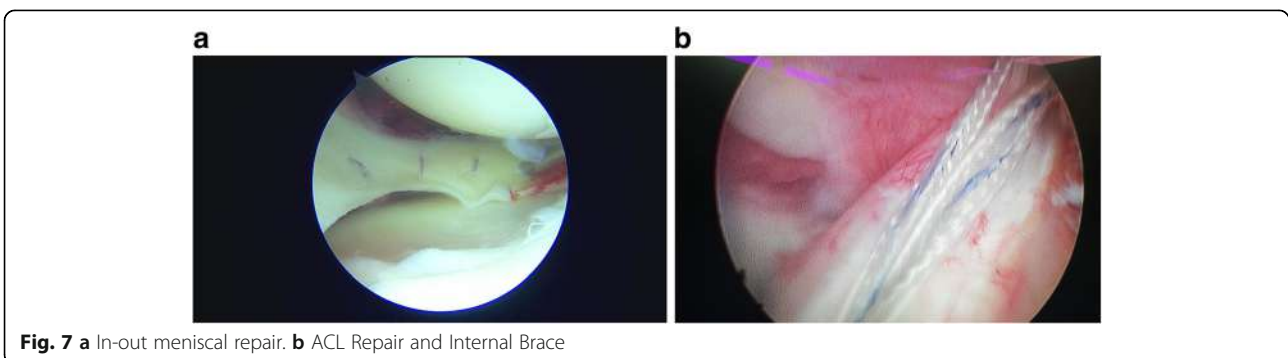 a
b
Fig. 7 a In-out meniscal repair. b ACL Repair and Internal Brace